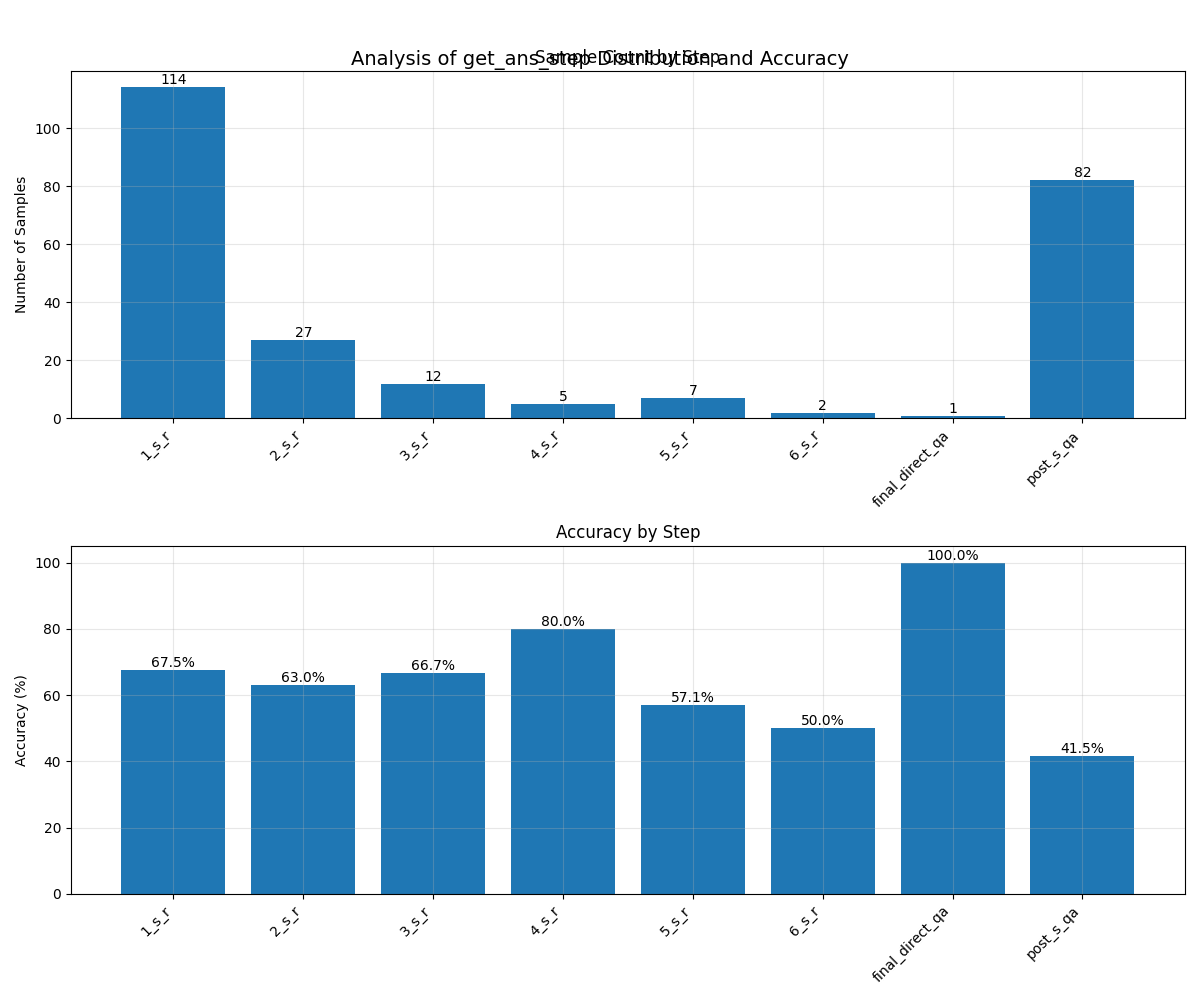 Analysis of get_ans_step Distribution and Accuracy
Sample Count by Step
114
27
12
5
7
2
1
82
100
80
60
40
20
0
Number of Samples
1_s_r
2_s_r
3_s_r
4_s_r
5_s_r
6_s_r
final_direct_qa
post_s_qa
Accuracy by Step
67.5%
63.0%
66.7%
80.0%
57.1%
50.0%
100.0%
41.5%
100
80
60
40
20
0
Accuracy (%)
1_s_r
2_s_r
3_s_r
4_s_r
5_s_r
6_s_r
final_direct_qa
post_s_qa